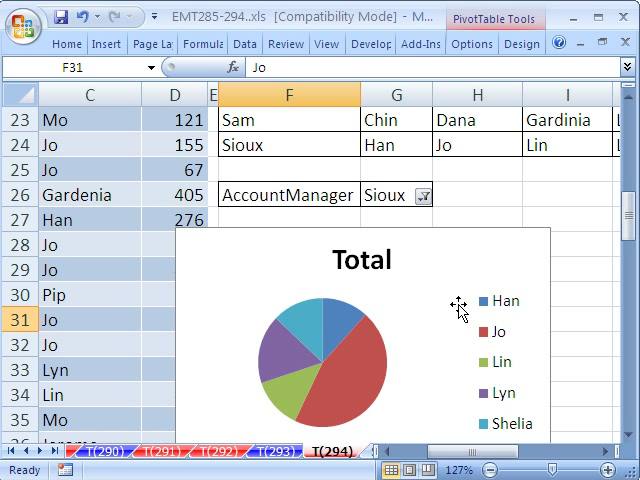 EMT285-294..xls [Compatibility Mode] - M...
PivotTable Tools
Home Insert Page La Formula Data Review View Develop Add-Ins Options Design
F31 fx Jo
C D E F G H I
23 Mo 121 Sam Chin Dana Gardinia
24 Jo 155 Sioux Han Jo Lin
25 Jo 67
26 Gardenia 405 AccountManager Sioux
27 Han 276
28 Jo
29 Jo
30 Pip
31 Jo
32 Jo
33 Lyn
34 Lin
35 Mo
Total
Han
Jo
Lin
Lyn
Shelia
T(290) T(291) T(292) T(293) T(294)
Ready 127%